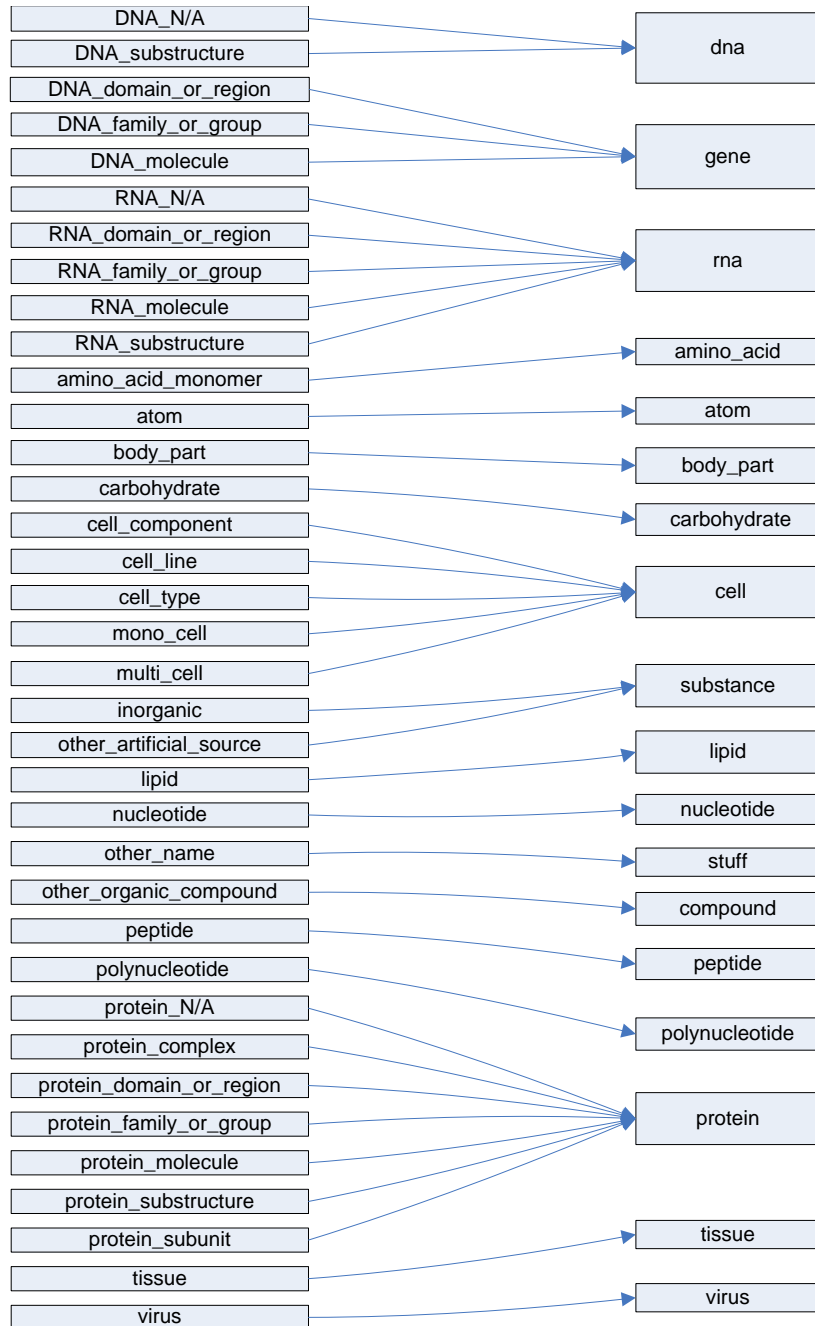 DNA_N/A
DNA_substructure
DNA_domain_or_region
DNA_family_or_group
DNA_molecule
RNA_N/A
RNA_domain_or_region
RNA_family_or_group
RNA_molecule
RNA_substructure
amino_acid_monomer
atom
body_part
carbohydrate
cell_component
cell_line
cell_type
mono_cell
multi_cell
inorganic
other_artificial_source
lipid
nucleotide
other_name
other_organic_compound
peptide
polynucleotide
protein_N/A
protein_complex
protein_domain_or_region
protein_family_or_group
protein_molecule
protein_substructure
protein_subunit
tissue
virus
dna
gene
rna
amino_acid
atom
body_part
carbohydrate
cell
substance
lipid
nucleotide
stuff
compound
peptide
polynucleotide
protein
tissue
virus